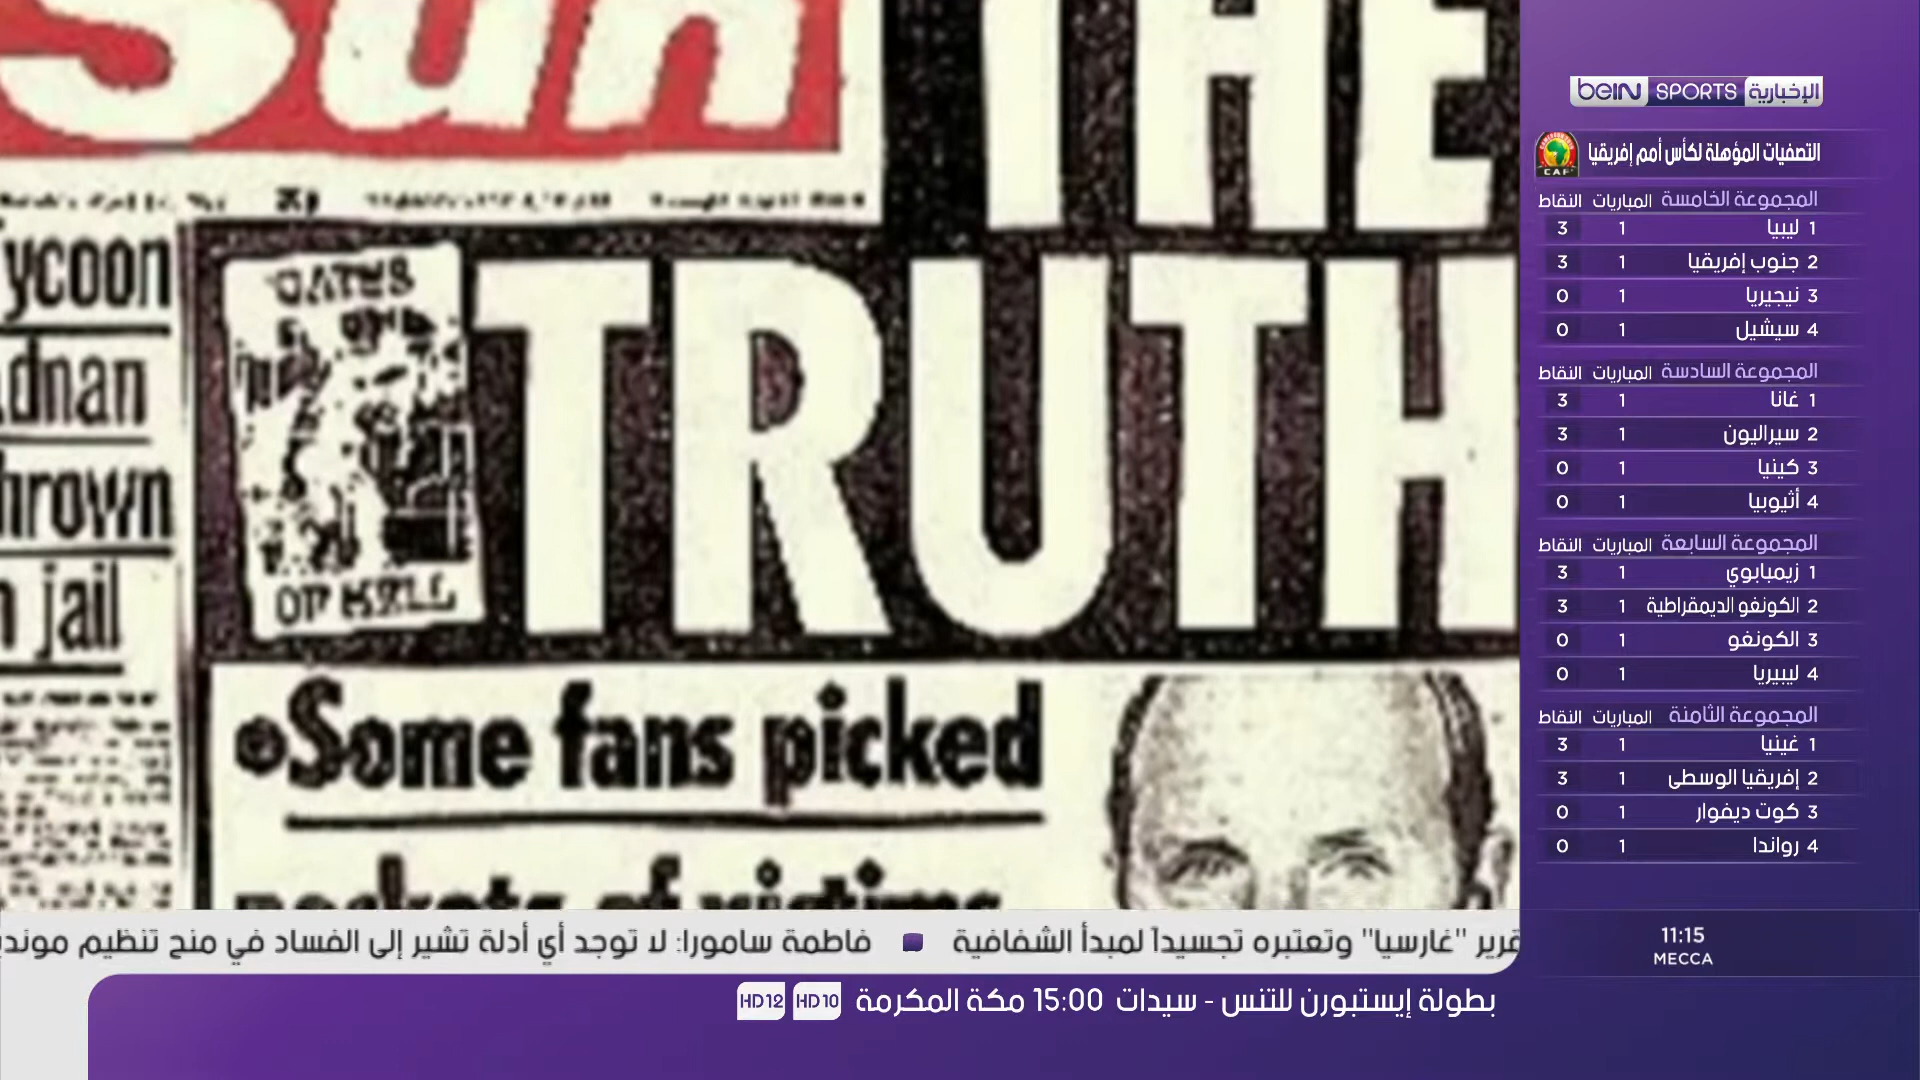 Sun
THE
TRUTH
GATES
OF HELL
ycoon
dnan
hrown
jail
Some fans picked
pockets of victims
beIN SPORTS الإخبارية
التصفيات المؤهلة لكأس أمم إفريقيا
CAF
المجموعة الخامسة المباريات النقاط
1 ليبيا 1 3
2 جنوب إفريقيا 1 3
3 نيجيريا 1 0
4 سيشيل 1 0
المجموعة السادسة المباريات النقاط
1 غانا 1 3
2 سيراليون 1 3
3 كينيا 1 0
4 أثيوبيا 1 0
المجموعة السابعة المباريات النقاط
1 زيمبابوي 1 3
2 الكونغو الديمقراطية 1 3
3 الكونغو 1 0
4 ليبيريا 1 0
المجموعة الثامنة المباريات النقاط
1 غينيا 1 3
2 إفريقيا الوسطى 1 3
3 كوت ديفوار 1 0
4 رواندا 1 0
قرير "غارسيا" وتعتبره تجسيداً لمبدأ الشفافية ■ فاطمة سامورا: لا توجد أي أدلة تشير إلى الفساد في منح تنظيم موندي
11:15
MECCA
بطولة إيستبورن للتنس - سيدات 15:00 مكة المكرمة HD10 HD12